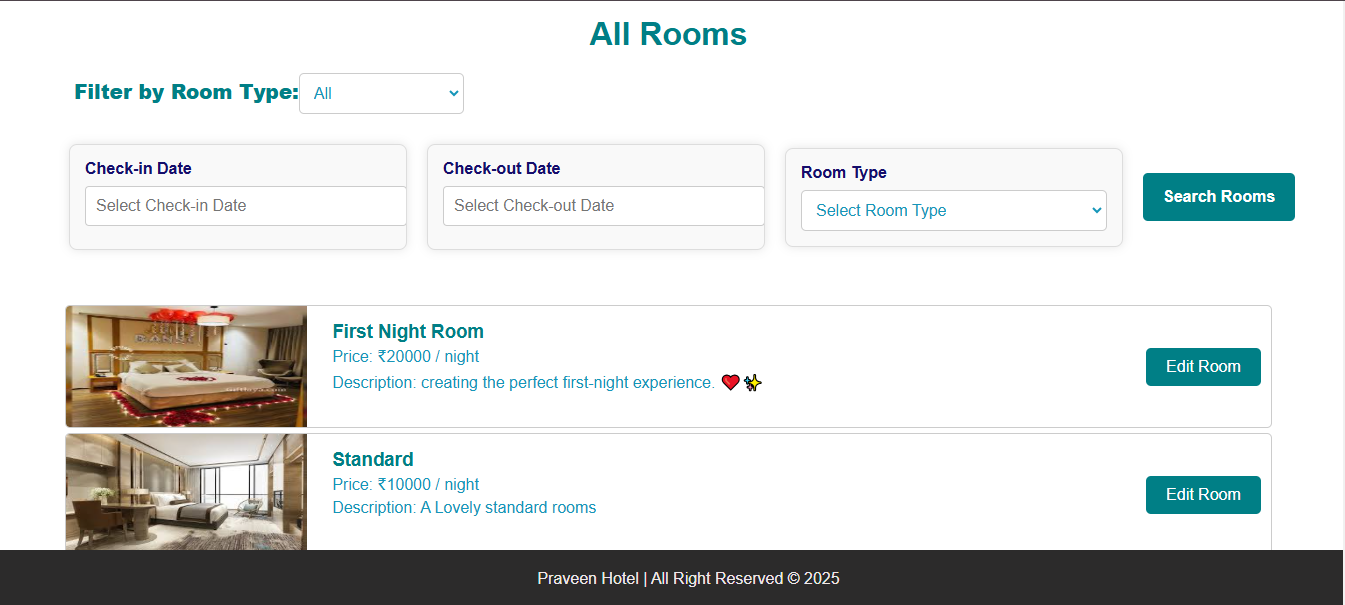 All Rooms
Filter by Room Type: All
Check-in Date
Select Check-in Date
Check-out Date
Select Check-out Date
Room Type
Select Room Type
Search Rooms
First Night Room
Price: ₹20000 / night
Description: creating the perfect first-night experience. ❤️✨
Edit Room
Standard
Price: ₹10000 / night
Description: A Lovely standard rooms
Edit Room
Praveen Hotel | All Right Reserved © 2025